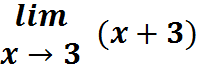 lim
x → 3 (x + 3)